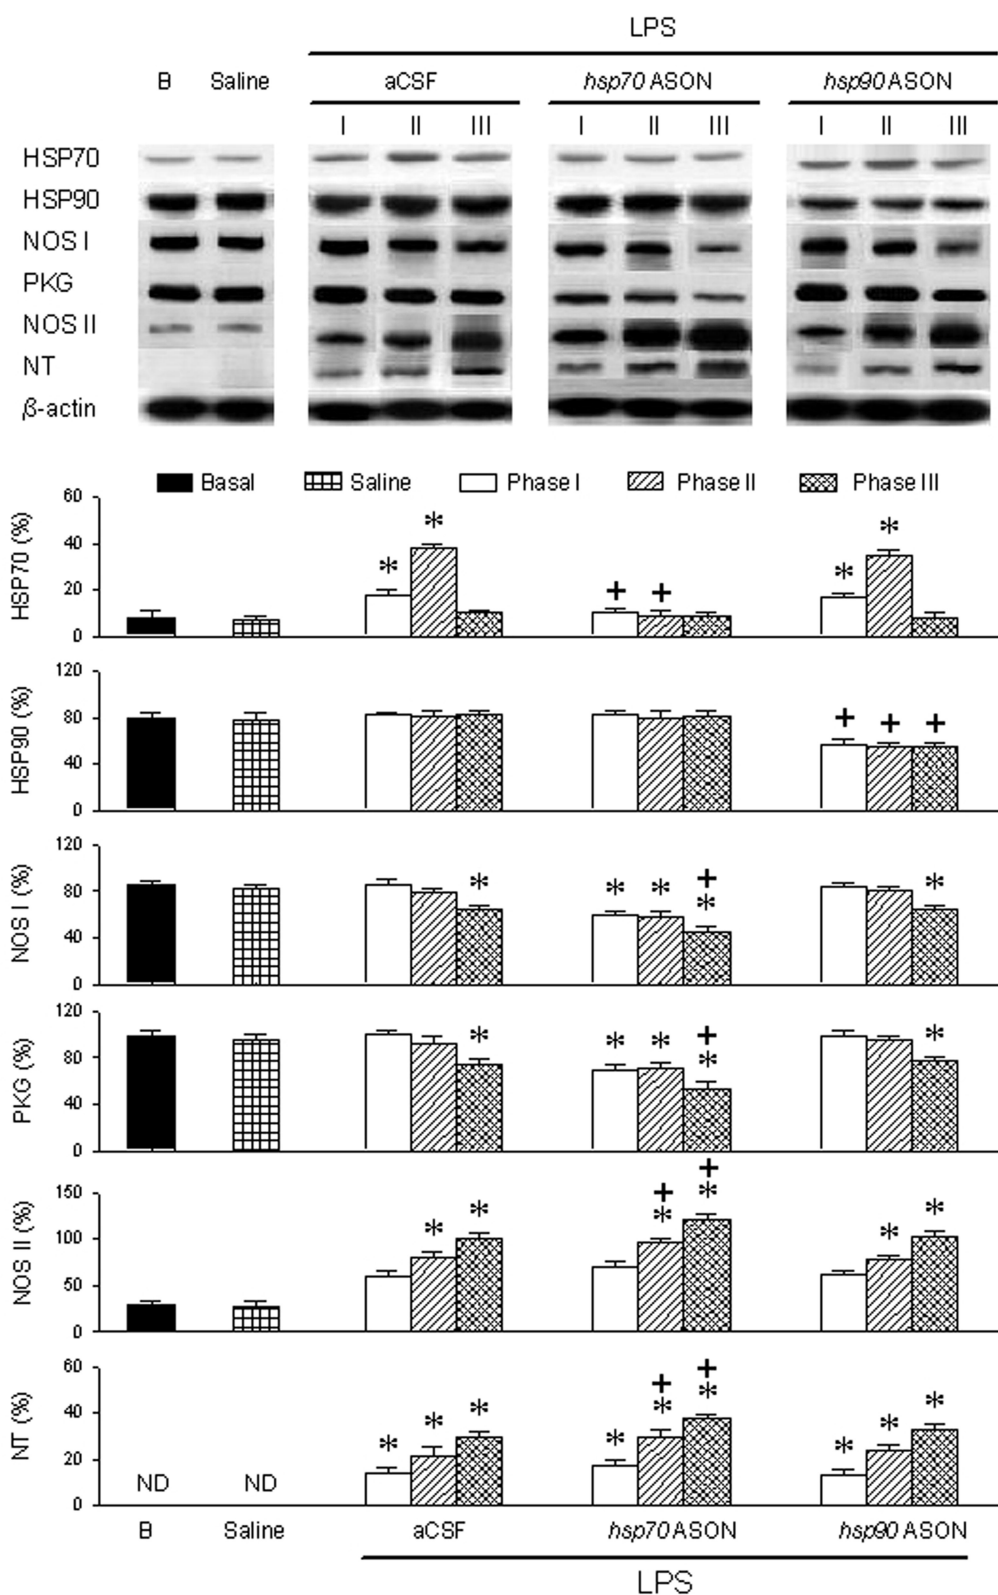 LPS
B Saline aCSF hsp70 ASON hsp90 ASON
I II III I II III I II III
HSP70
HSP90
NOS I
PKG
NOS II
NT
β-actin
Basal Saline Phase I Phase II Phase III
HSP70 (%)
60
40
20
0
* * + + * *
HSP90 (%)
120
80
40
0
+ + +
NOS I (%)
120
80
40
0
* * * + * *
PKG (%)
120
80
40
0
* * * + * *
NOS II (%)
150
100
50
0
* * + * + * * *
NT (%)
60
40
20
0
ND ND * * * * + * + * * * *
B Saline aCSF hsp70 ASON hsp90 ASON
LPS